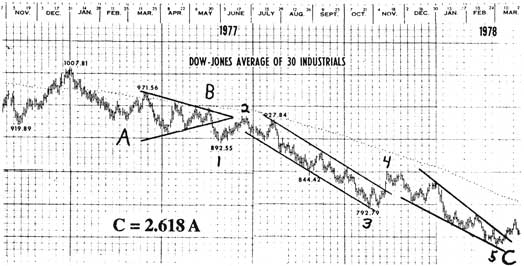 NOV. DEC. JAN. FEB. MAR. APR. MAY JUNE JULY AUG. SEPT. OCT. NOV. DEC. JAN. FEB. MAR.
1977 1978
DOW-JONES AVERAGE OF 30 INDUSTRIALS
1007.81
971.56
B
2
927.84
919.89
A
892.55
1
844.42
4
792.79
3
C = 2.618 A
5 C